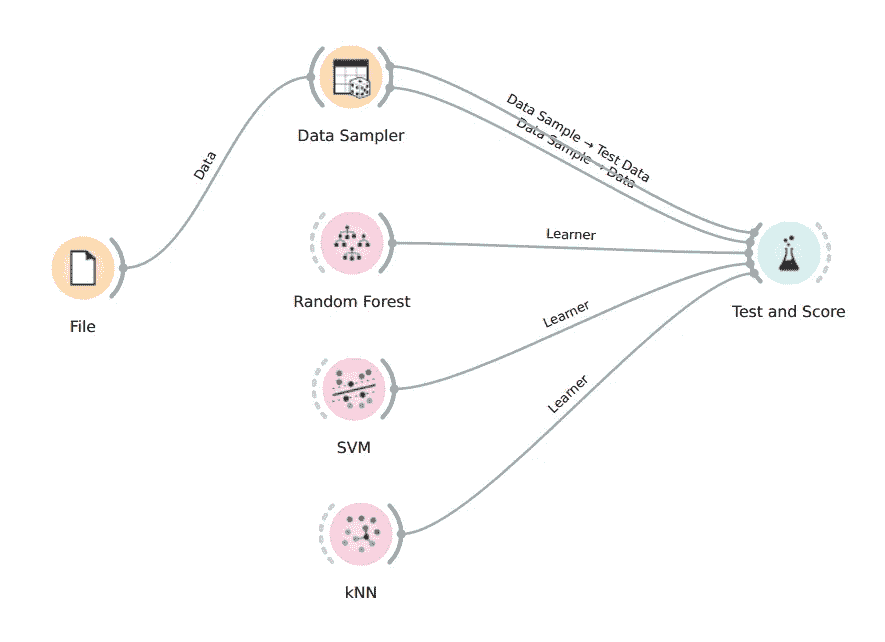 Data Sampler
Data
Data Sample → Test Data
Data Sample → Data
File
Random Forest
Learner
Test and Score
SVM
Learner
kNN
Learner